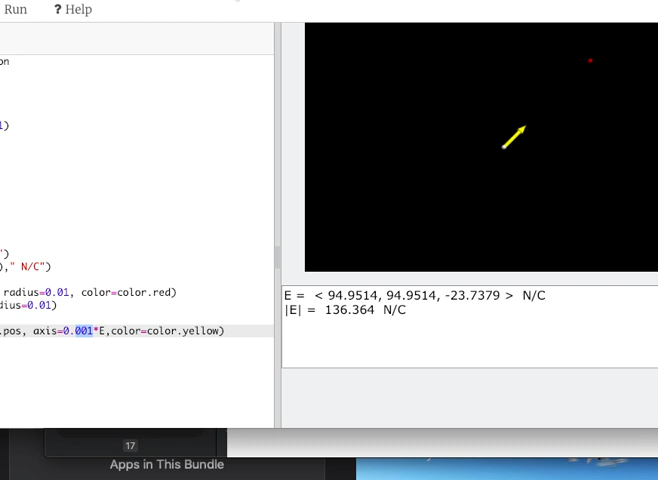 Run ? Help
on
l)
")
)," N/C")
radius=0.01, color=color.red)
dius=0.01)
.pos, axis=0.001*E,color=color.yellow)
E = < 94.9514, 94.9514, -23.7379 > N/C
|E| = 136.364 N/C
17
Apps in This Bundle